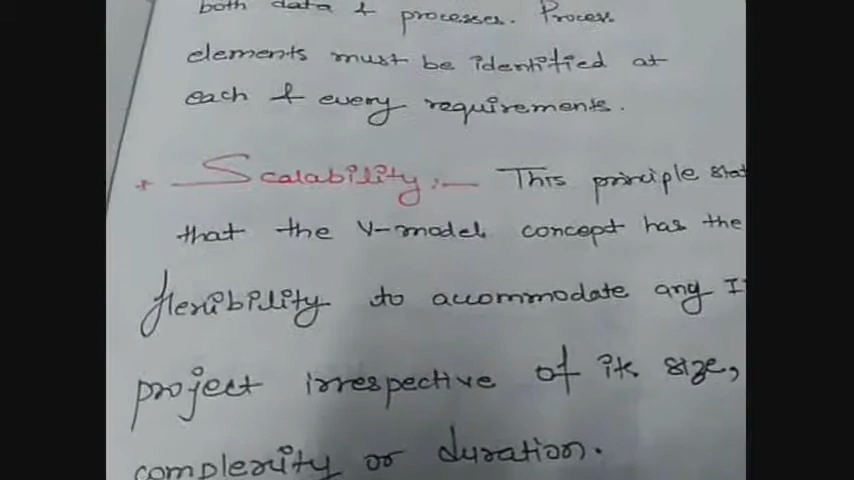 both data & processes. Process
elements must be identified at
each & every requirements.
* Scalability:- This principle stat
that the V-model concept has the
flexibility to accommodate any I
project irrespective of its size,
complexity or duration.